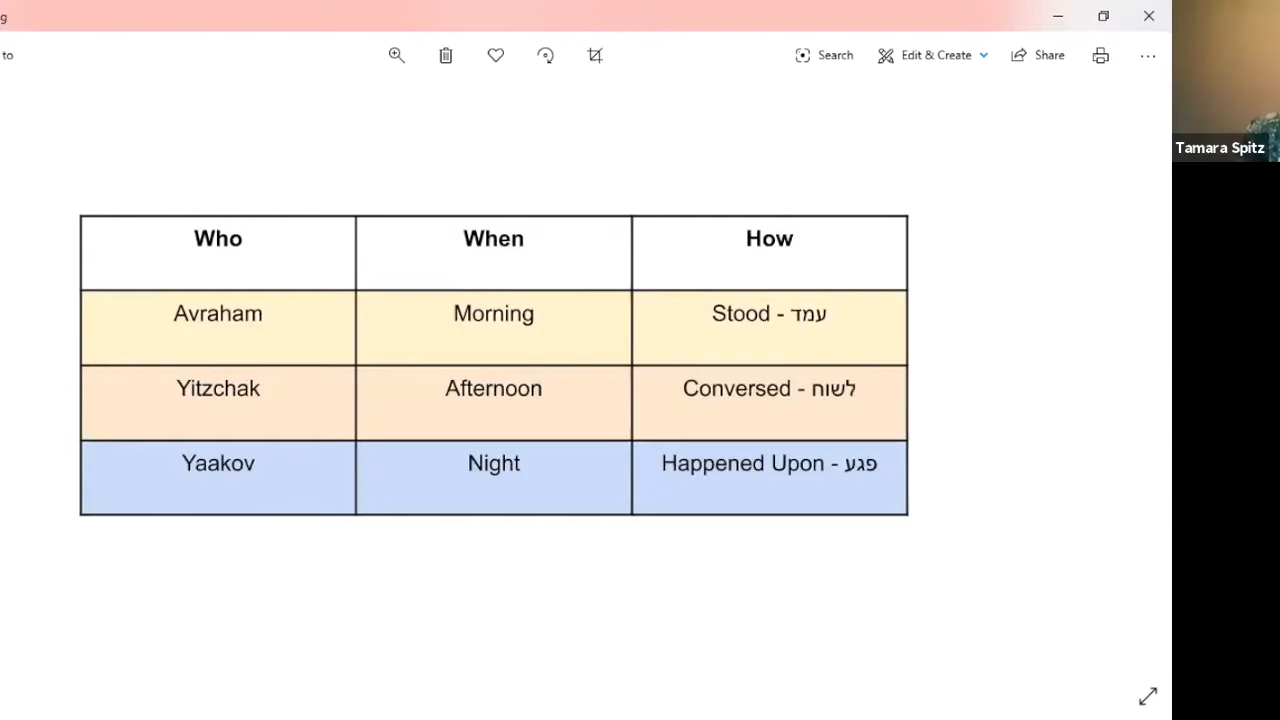 g
to
Search
Edit & Create
Share
Tamara Spitz
Who When How
Avraham Morning Stood - עמד
Yitzchak Afternoon Conversed - לשוח
Yaakov Night Happened Upon - פגע